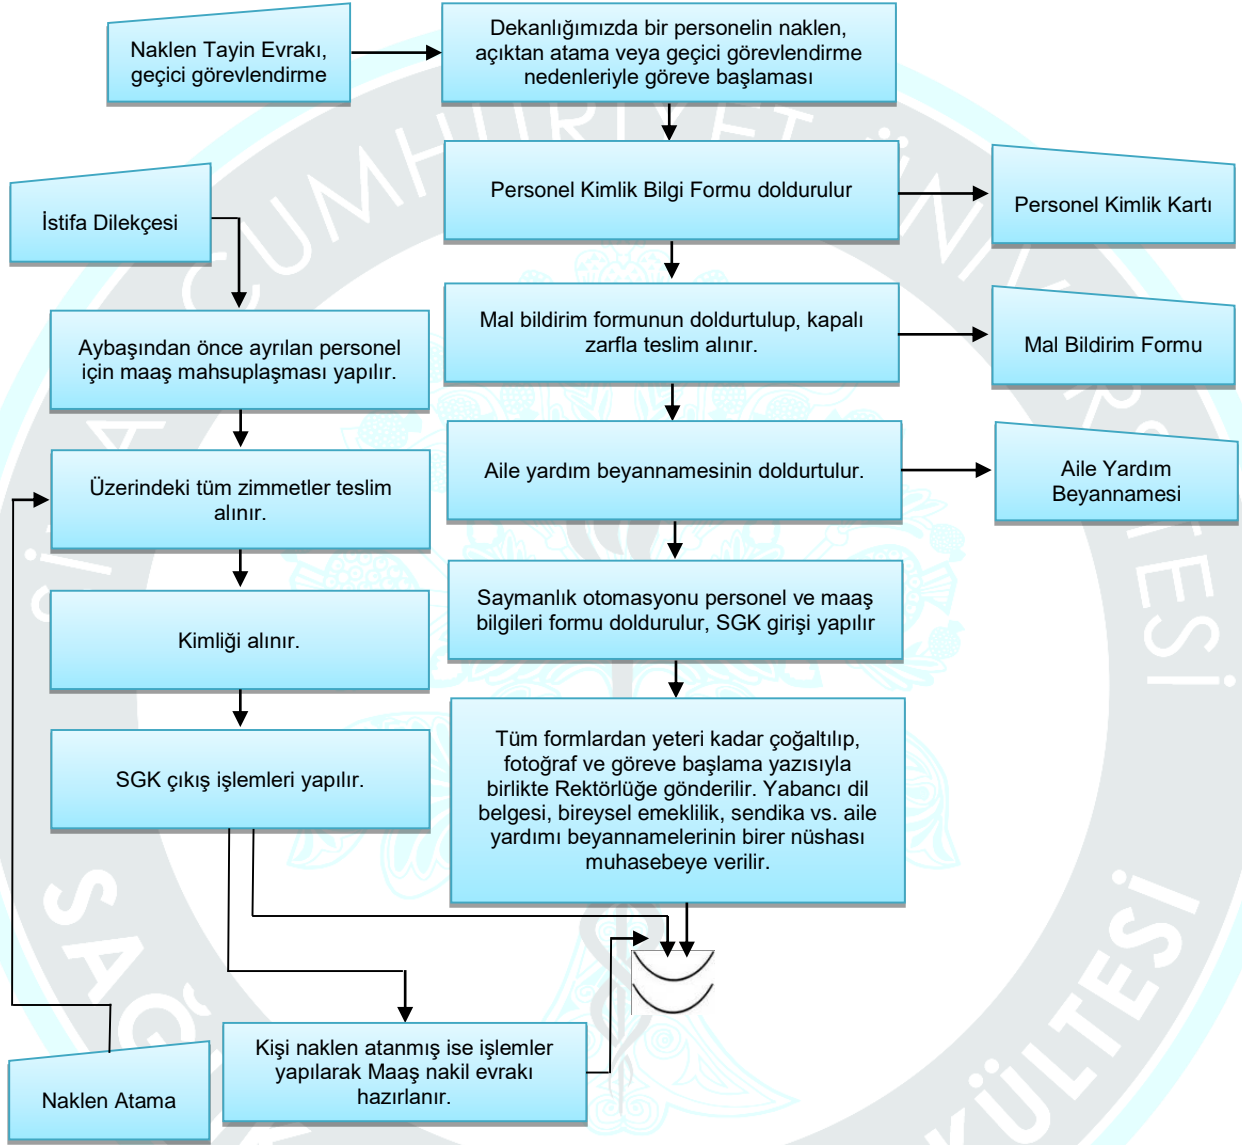 Naklen Tayin Evrakı,
geçici görevlendirme
Dekanlığımızda bir personelin naklen,
açıktan atama veya geçici görevlendirme
nedenleriyle göreve başlaması
Personel Kimlik Bilgi Formu doldurulur
Personel Kimlik Kartı
İstifa Dilekçesi
Mal bildirim formunun doldurtulup, kapalı
zarfla teslim alınır.
Mal Bildirim Formu
Aybaşından önce ayrılan personel
için maaş mahsuplaşması yapılır.
Aile yardım beyannamesinin doldurtulur.
Aile Yardım
Beyannamesi
Üzerindeki tüm zimmetler teslim
alınır.
Saymanlık otomasyonu personel ve maaş
bilgileri formu doldurulur, SGK girişi yapılır
Kimliği alınır.
Tüm formlardan yeteri kadar çoğaltılıp,
fotoğraf ve göreve başlama yazısıyla
birlikte Rektörlüğe gönderilir. Yabancı dil
belgesi, bireysel emeklilik, sendika vs. aile
yardımı beyannamelerinin birer nüshası
muhasebeye verilir.
SGK çıkış işlemleri yapılır.
Kişi naklen atanmış ise işlemler
yapılarak Maaş nakil evrakı
hazırlanır.
Naklen Atama
CUMHURİYET ÜNİVERSİTESİ